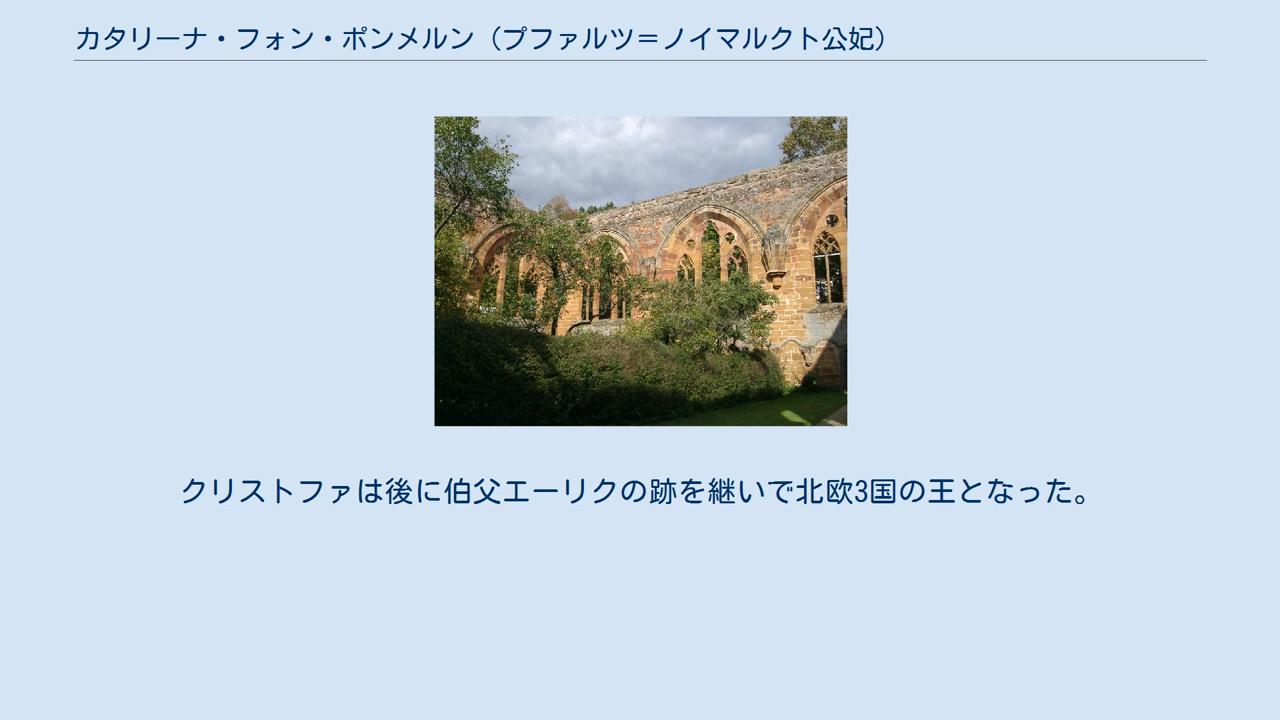 カタリーナ・フォン・ポンメルン（プファルツ＝ノイマルクト公妃）
クリストファは後に伯父エーリクの跡を継いで北欧3国の王となった。